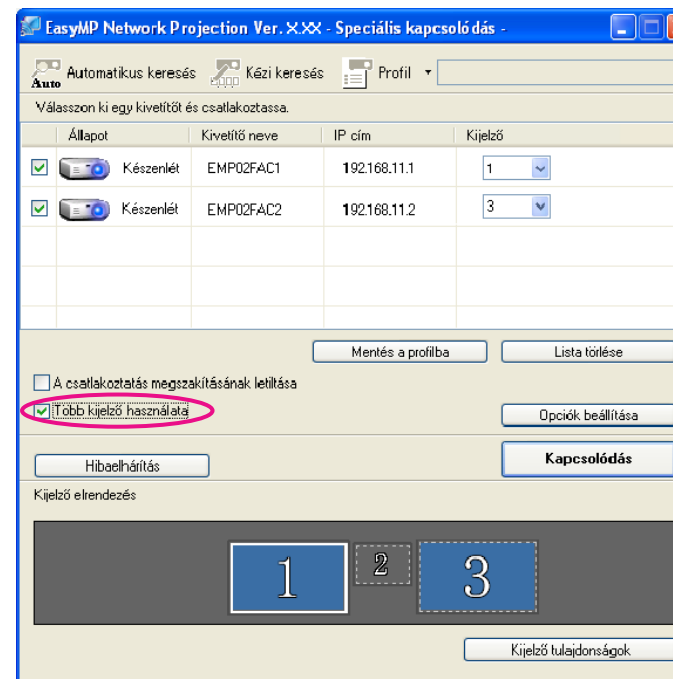 EasyMP Network Projection Ver. X.XX - Speciális kapcsolódás -
Auto Automatikus keresés Kézi keresés Profil
Válasszon ki egy kivetítőt és csatlakoztassa.
Állapot Kivetítő neve IP cím Kijelző
Készenlét EMP02FAC1 192.168.11.1 1
Készenlét EMP02FAC2 192.168.11.2 3
Mentés a profilba Lista törlése
A csatlakoztatás megszakításának letiltása
Több kijelző használata
Opciók beállítása
Hibaelhárítás Kapcsolódás
Kijelző elrendezés
1 2 3
Kijelző tulajdonságok